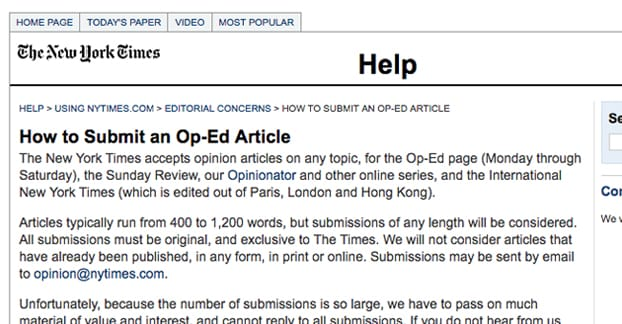 HOME PAGE TODAY'S PAPER VIDEO MOST POPULAR
The New York Times
Help
HELP > USING NYTIMES.COM > EDITORIAL CONCERNS > HOW TO SUBMIT AN OP-ED ARTICLE
How to Submit an Op-Ed Article
The New York Times accepts opinion articles on any topic, for the Op-Ed page (Monday through
Saturday), the Sunday Review, our Opinionator and other online series, and the International
New York Times (which is edited out of Paris, London and Hong Kong).
Articles typically run from 400 to 1,200 words, but submissions of any length will be considered.
All submissions must be original, and exclusive to The Times. We will not consider articles that
have already been published, in any form, in print or online. Submissions may be sent by email
to opinion@nytimes.com.
Unfortunately, because the number of submissions is so large, we have to pass on much
material of value and interest, and cannot reply to all submissions. If you do not hear from us
We